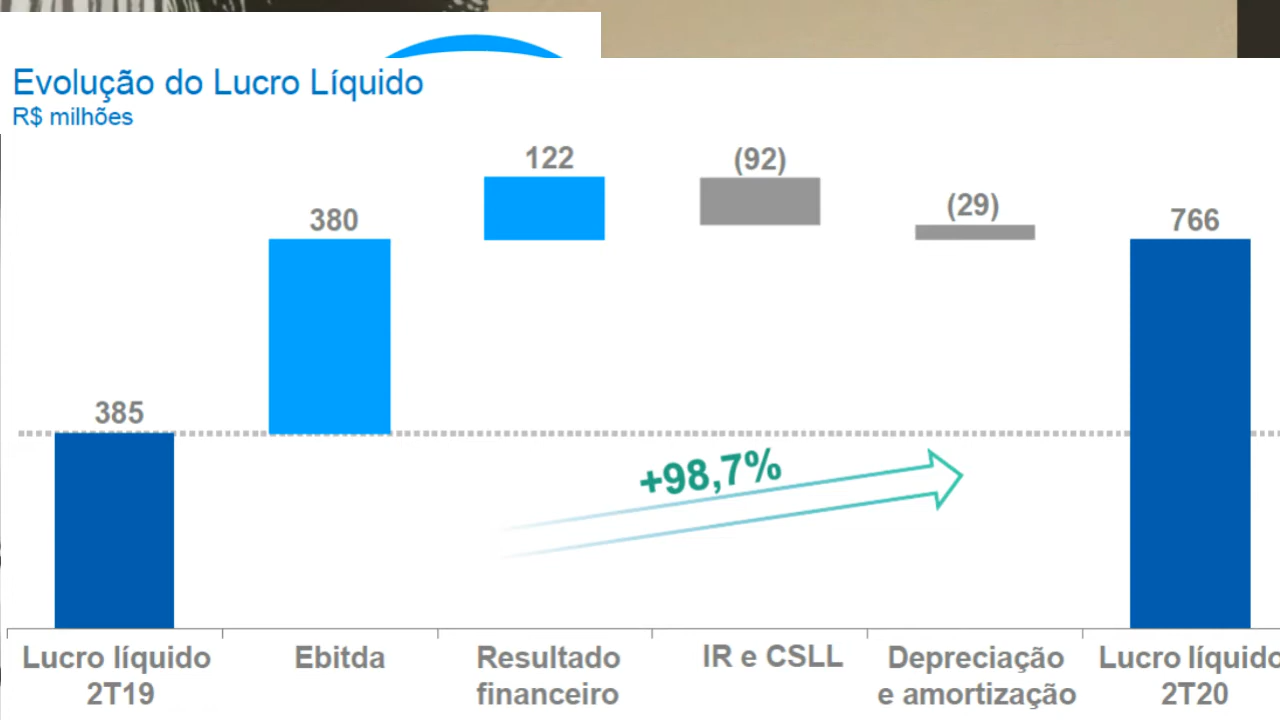 Evolução do Lucro Líquido
R$ milhões
385
380
122
(92)
(29)
766
+98,7%
Lucro líquido
2T19
Ebitda
Resultado
financeiro
IR e CSLL
Depreciação
e amortização
Lucro líquido
2T20